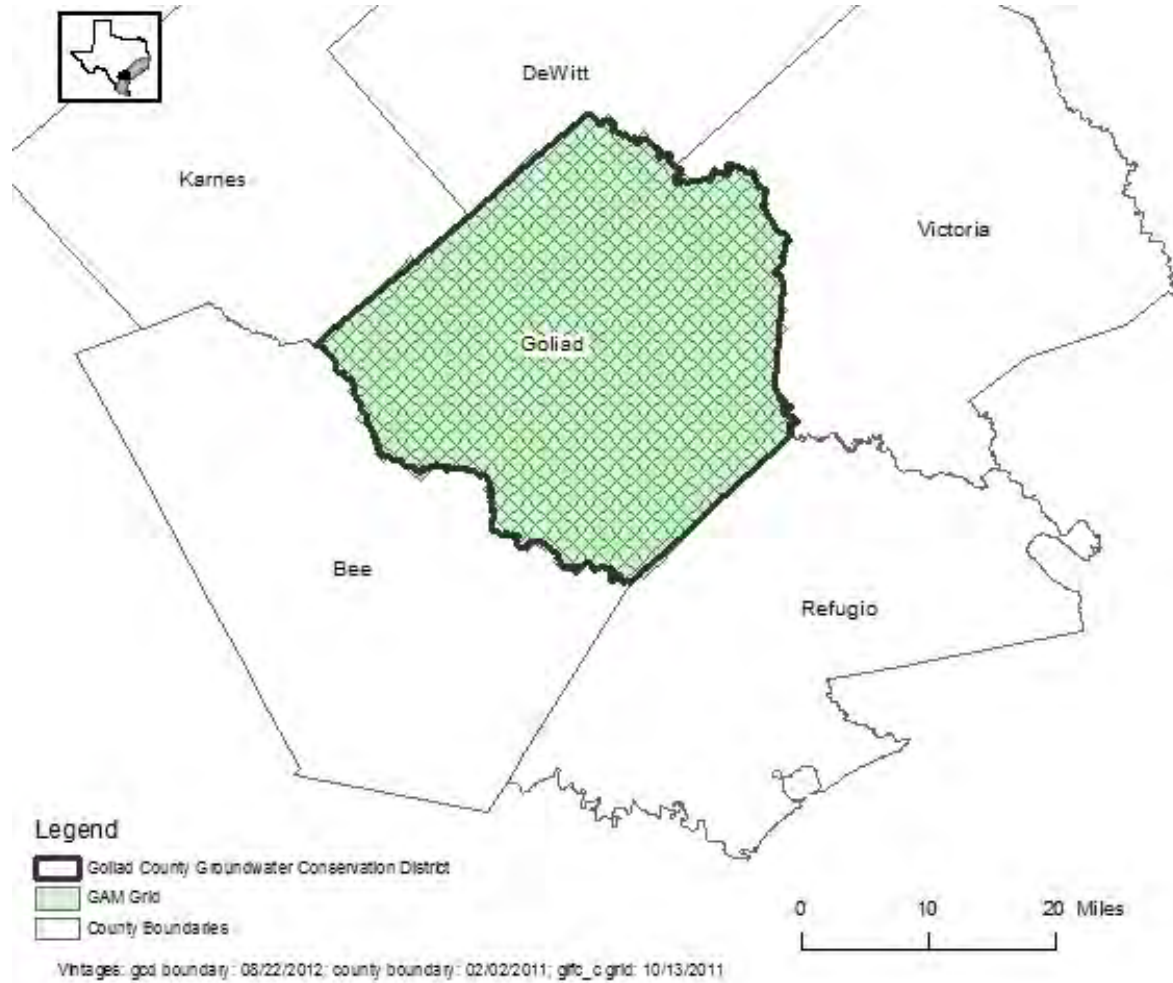 DeWitt
Karnes
Victoria
Goliad
Bee
Refugio
Legend
Goliad County Groundwater Conservation District
GAM Grid
County Boundaries
0 10 20 Miles
Vintages: gcd boundary: 08/22/2012; county boundary: 02/02/2011; glfc_c grid: 10/13/2011